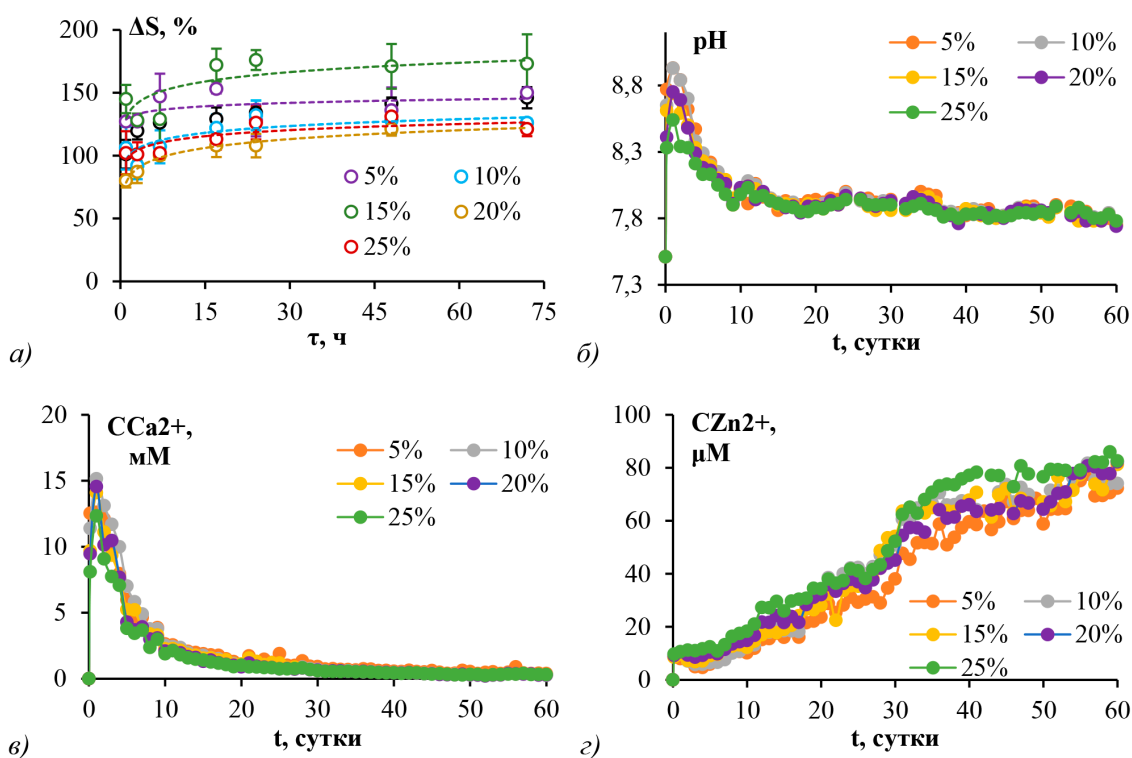 ΔS, %
200
150
100
50
0
0 15 30 45 60 75
τ, ч
5% 10%
15% 20%
25%
а)
pH
8,8
8,3
7,8
7,3
0 10 20 30 40 50 60
t, сутки
5% 10%
15% 20%
25%
б)
CCa2+,
мМ
20
15
10
5
0
0 10 20 30 40 50 60
t, сутки
5% 10%
15% 20%
25%
в)
CZn2+,
µM
100
80
60
40
20
0
0 10 20 30 40 50 60
t, сутки
5% 10%
15% 20%
25%
г)